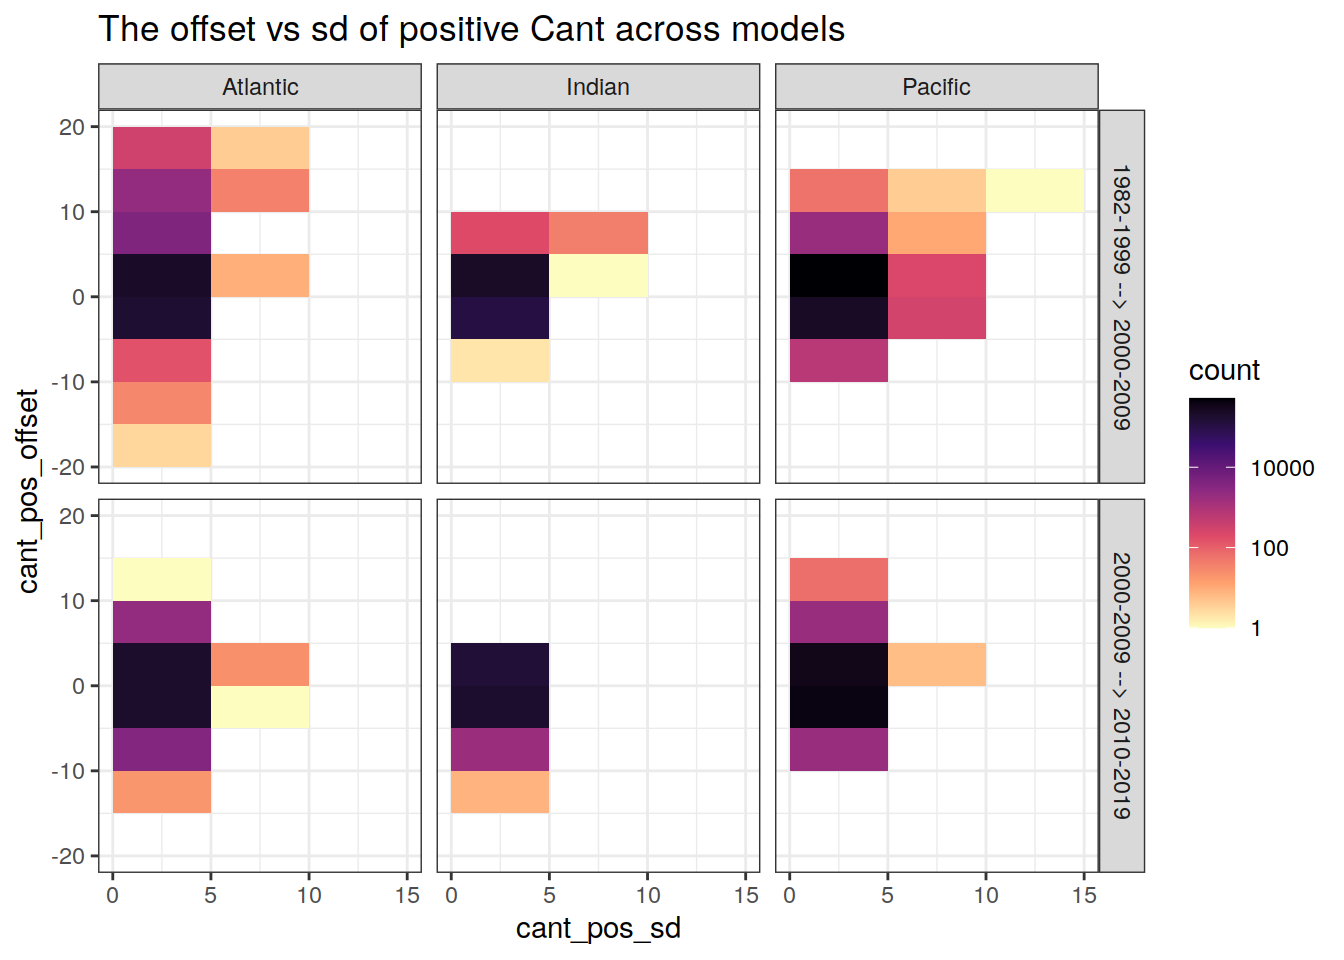 The offset vs sd of positive Cant across models
Atlantic
Indian
Pacific
20
10
0
-10
-20
1982-1999 --> 2000-2009
20
10
0
-10
-20
2000-2009 --> 2010-2019
cant_pos_offset
0 5 10 15
0 5 10 15
0 5 10 15
cant_pos_sd
count
10000
100
1